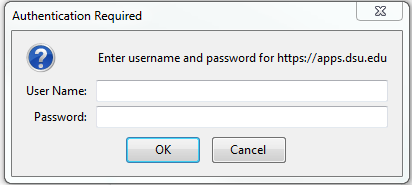 Authentication Required
Enter username and password for https://apps.dsu.edu
User Name:
Password:
OK Cancel